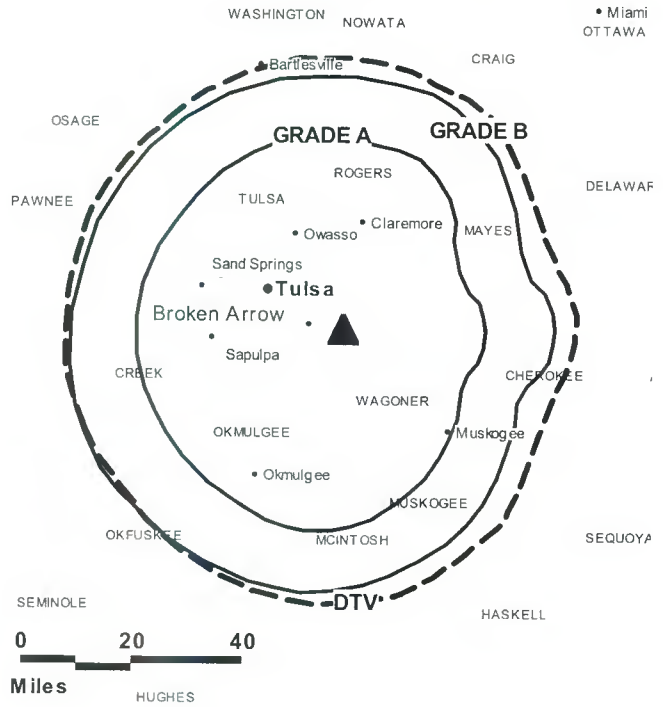 WASHINGTON
NOWATA
Miami
OTTAWA
CRAIG
Bartlesville
OSAGE
GRADE A
GRADE B
ROGERS
DELAWAR
TULSA
PAWNEE
Claremore
Owasso
MAYES
Sand Springs
Tulsa
Broken Arrow
Sapulpa
CREEK
CHEROKEE
WAGONER
OKMULGEE
Muskogee
Okmulgee
MUSKOGEE
OKFUSKEE
MCINTOSH
SEQUOYA
SEMINOLE
DTV
HASKELL
0 20 40
Miles
HUGHES